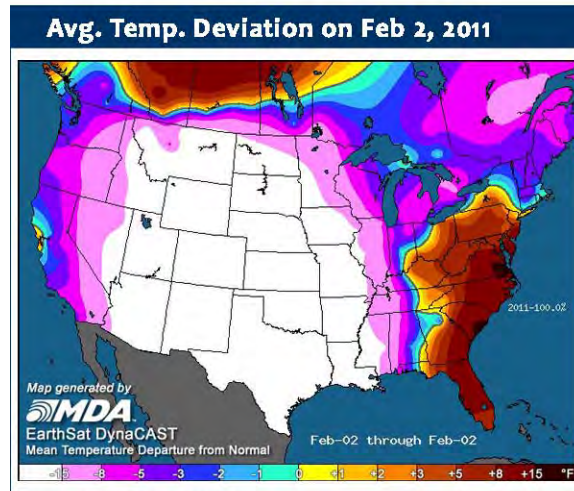 Avg. Temp. Deviation on Feb 2, 2011
2011-100.0%
Map generated by
MDA
EarthSat DynaCAST
Mean Temperature Departure from Normal
Feb-02 through Feb-02
-15 -8 -5 -3 -2 -1 0 +1 +2 +3 +5 +8 +15 °F